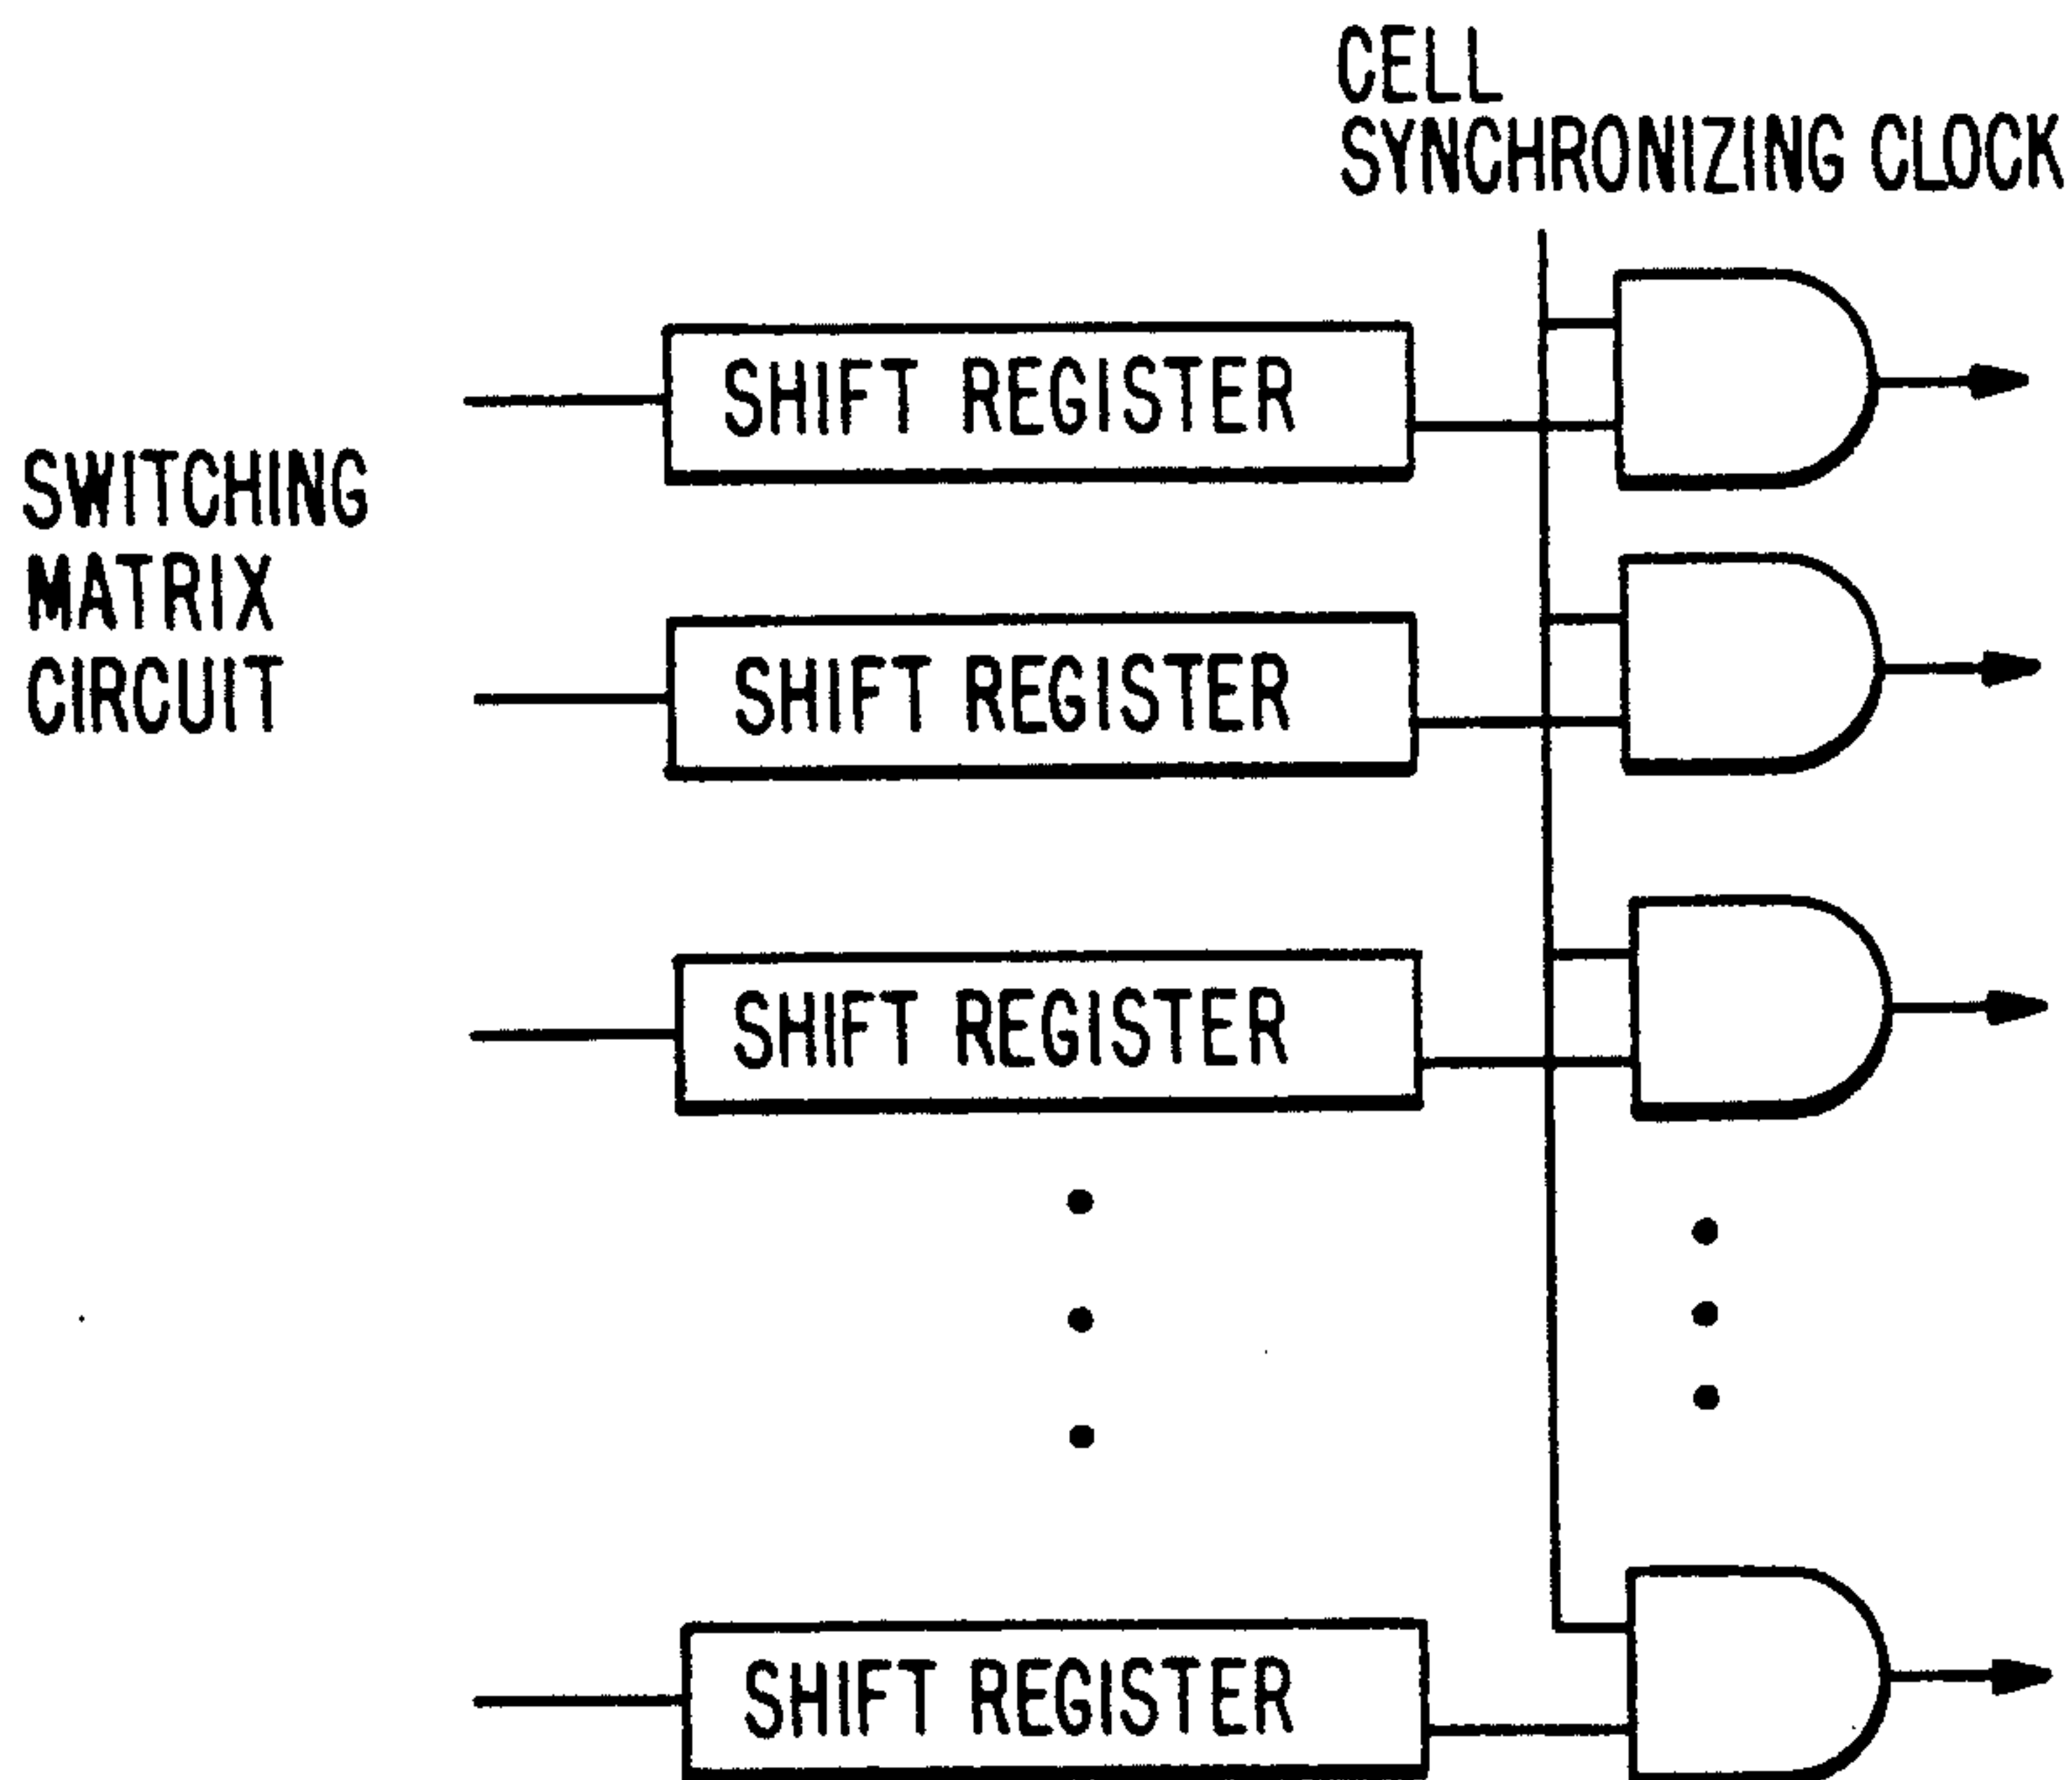 CELL
SYNCHRONIZING CLOCK
SHIFT REGISTER
SWITCHING
MATRIX
CIRCUIT
SHIFT REGISTER
SHIFT REGISTER
SHIFT REGISTER